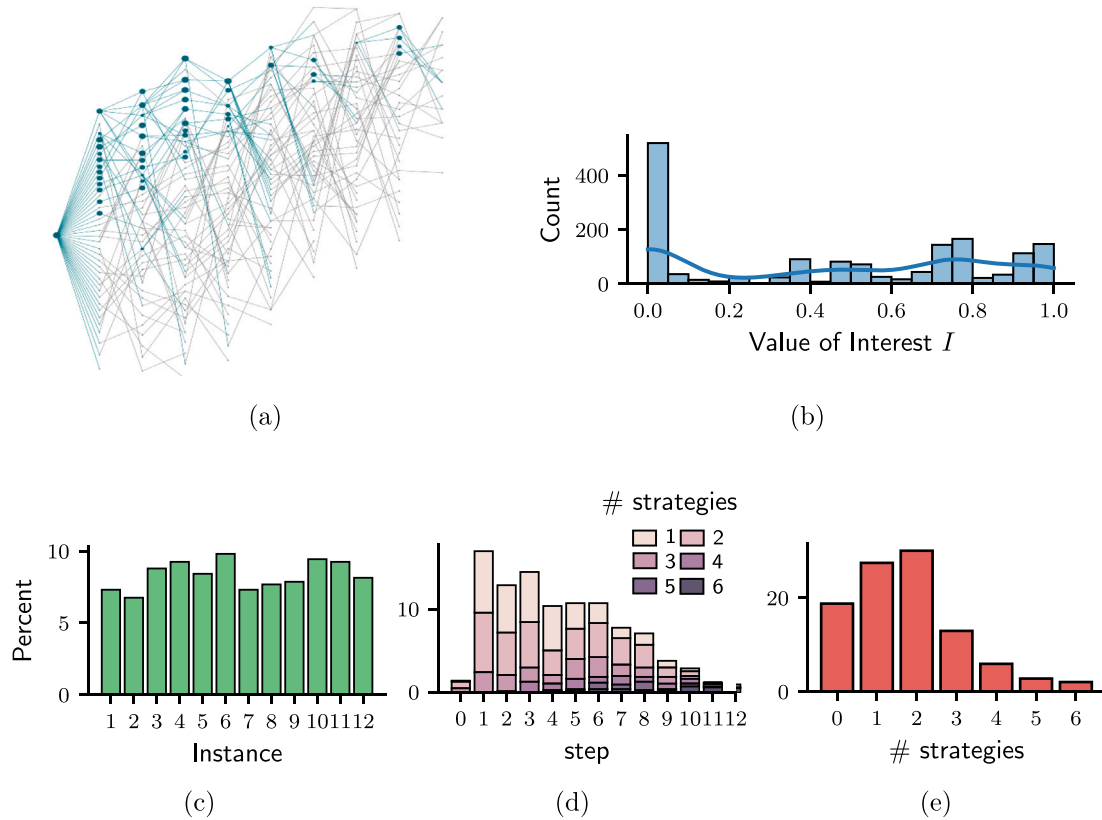 (a)
Count
400
200
0
0.0 0.2 0.4 0.6 0.8 1.0
Value of Interest I
(b)
Percent
10
5
0
1 2 3 4 5 6 7 8 9 10 11 12
Instance
(c)
# strategies
1 2
3 4
5 6
10
0
0 1 2 3 4 5 6 7 8 9 10 11 12
step
(d)
20
0
0 1 2 3 4 5 6
# strategies
(e)